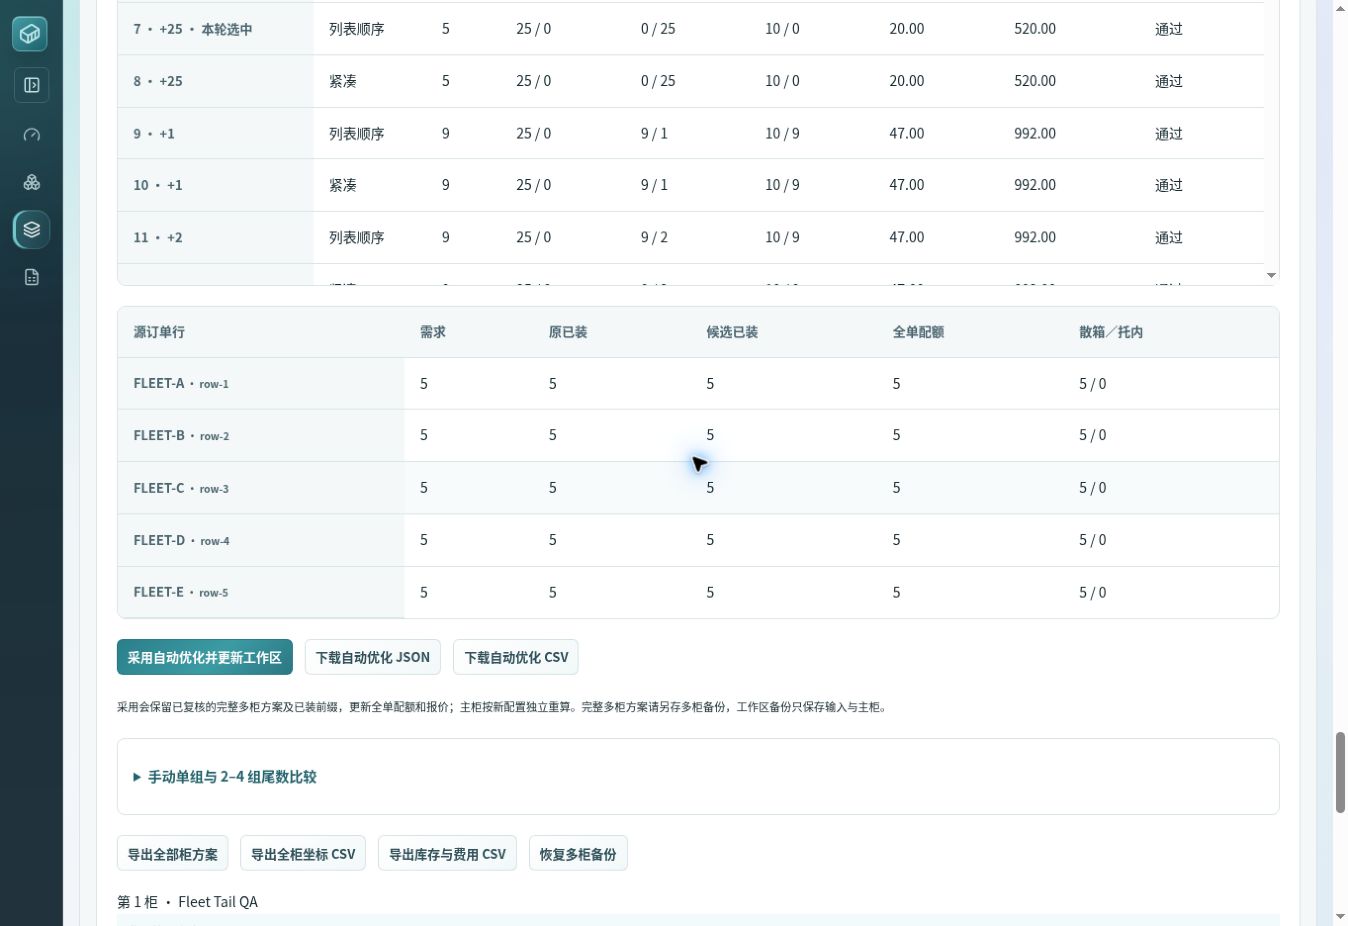 7 · +25 · 本轮选中 列表顺序 5 25 / 0 0 / 25 10 / 0 20.00 520.00 通过
8 · +25 紧凑 5 25 / 0 0 / 25 10 / 0 20.00 520.00 通过
9 · +1 列表顺序 9 25 / 0 9 / 1 10 / 9 47.00 992.00 通过
10 · +1 紧凑 9 25 / 0 9 / 1 10 / 9 47.00 992.00 通过
11 · +2 列表顺序 9 25 / 0 9 / 2 10 / 9 47.00 992.00 通过
源订单行 需求 原已装 候选已装 全单配额 散箱／托内
FLEET-A · row-1 5 5 5 5 5 / 0
FLEET-B · row-2 5 5 5 5 5 / 0
FLEET-C · row-3 5 5 5 5 5 / 0
FLEET-D · row-4 5 5 5 5 5 / 0
FLEET-E · row-5 5 5 5 5 5 / 0
采用自动优化并更新工作区 下载自动优化 JSON 下载自动优化 CSV
采用会保留已复核的完整多柜方案及已装前缀，更新全单配额和报价；主柜按新配置独立重算。完整多柜方案请另存多柜备份，工作区备份只保存输入与主柜。
手动单组与 2–4 组尾数比较
导出全部柜方案 导出全柜坐标 CSV 导出库存与费用 CSV 恢复多柜备份
第 1 柜 · Fleet Tail QA